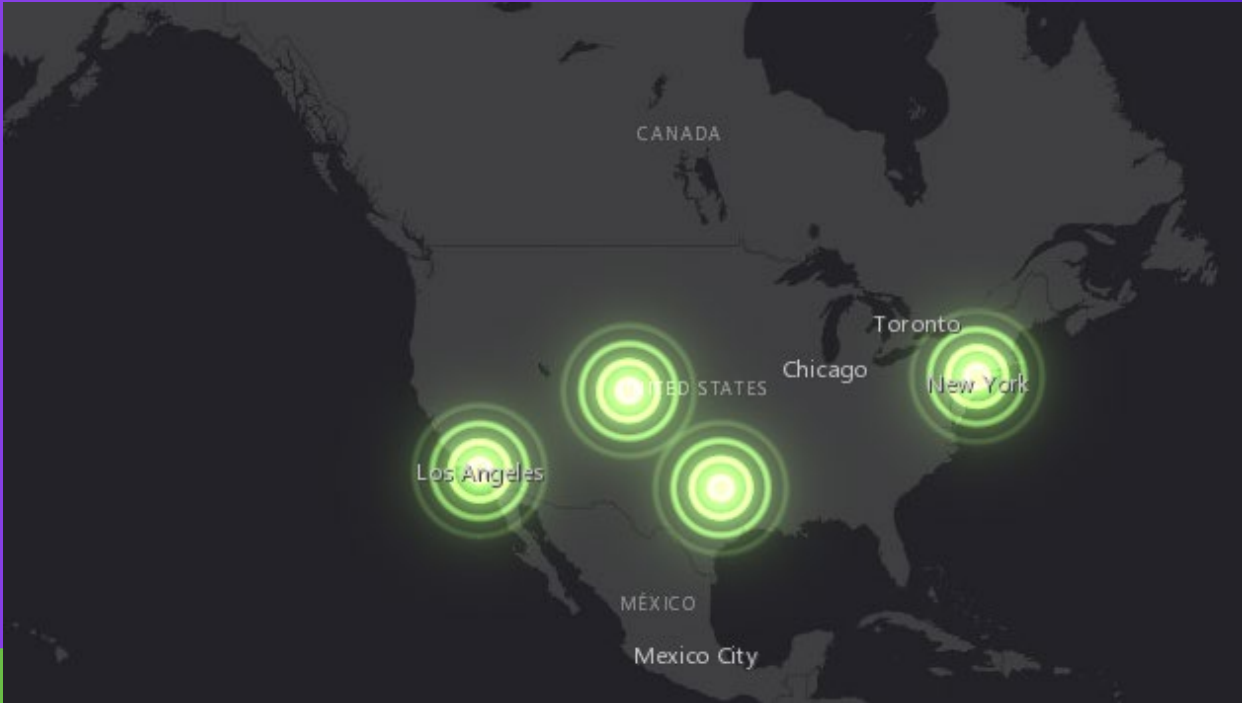 CANADA
Toronto
Chicago
New York
UNITED STATES
Los Angeles
MÉXICO
Mexico City